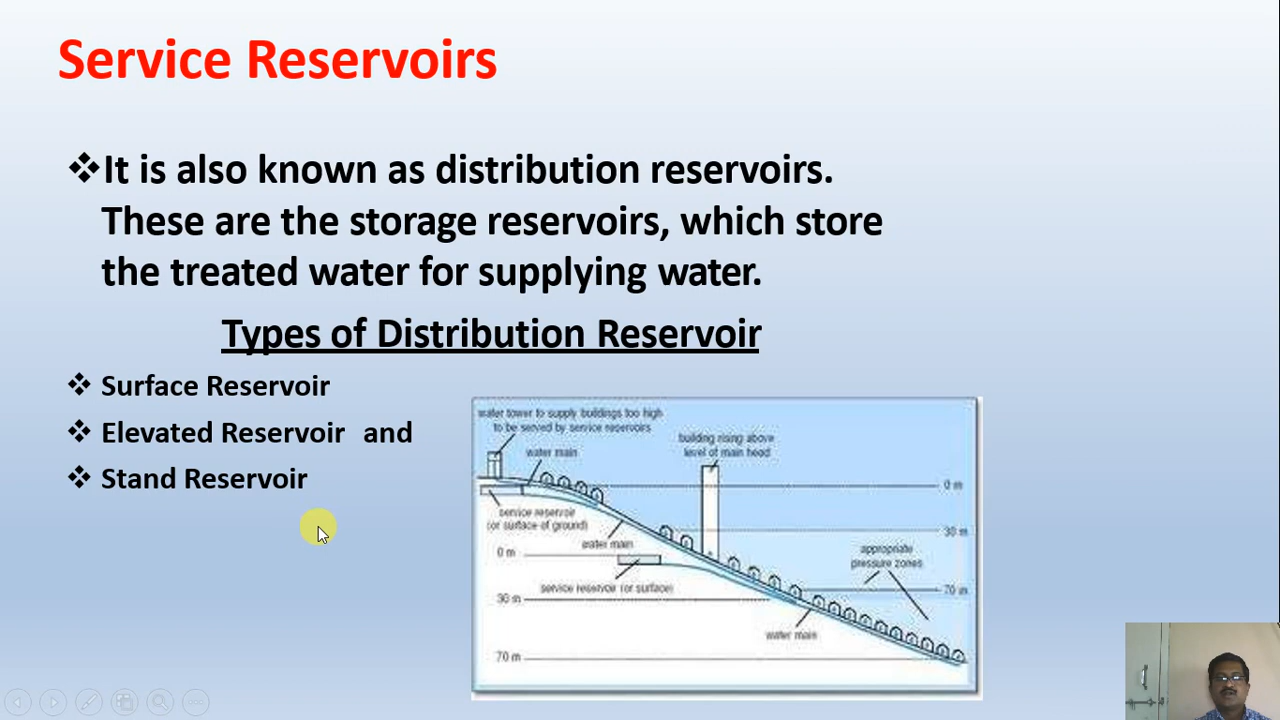 Service Reservoirs
❖It is also known as distribution reservoirs.
These are the storage reservoirs, which store
the treated water for supplying water.
Types of Distribution Reservoir
❖ Surface Reservoir
❖ Elevated Reservoir and
❖ Stand Reservoir
water tower to supply buildings too high
to be served by service reservoirs
building rising above
level of main head
water main
0 m
service reservoir
(or surface of ground)
30 m
water main
0 m
appropriate
pressure zones
service reservoir (or surface)
70 m
30 m
water main
70 m